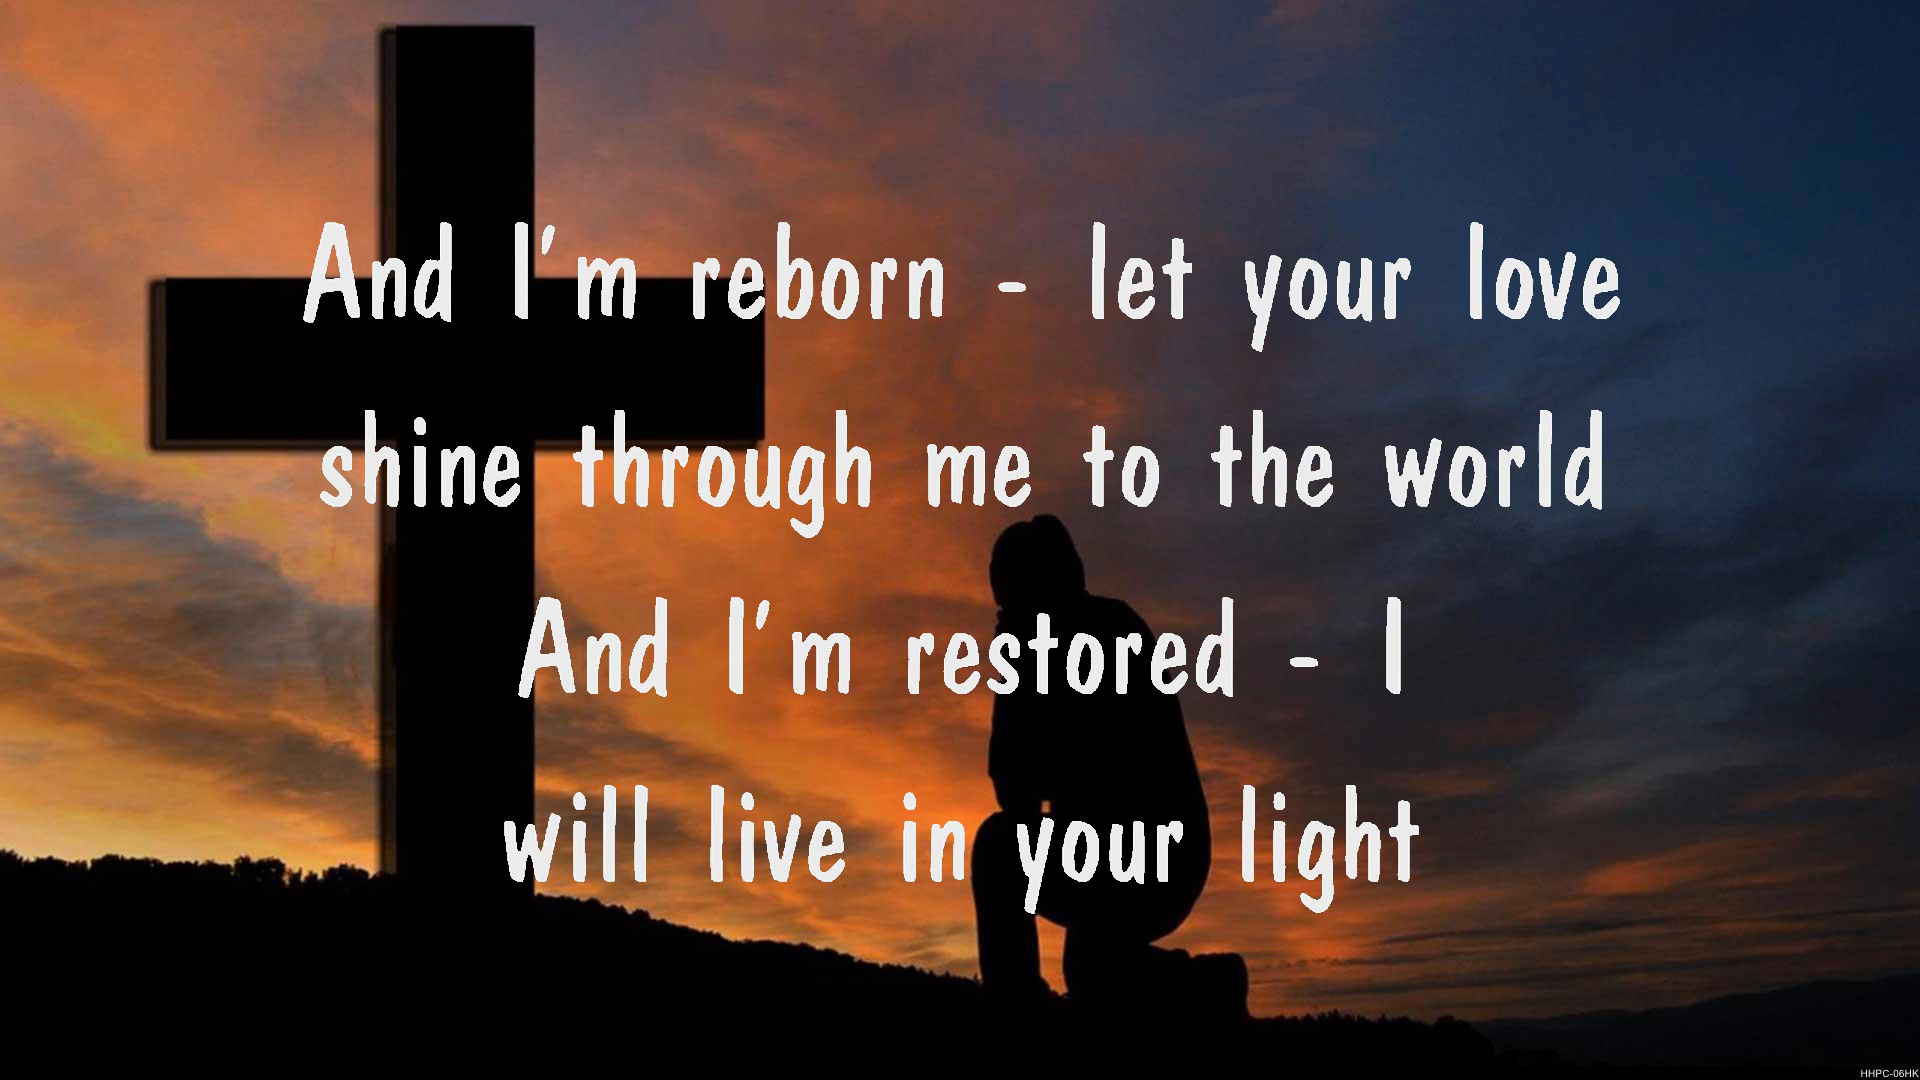 And I'm reborn - let your love
shine through me to the world
And I'm restored - I
will live in your light
HHPC-06HK